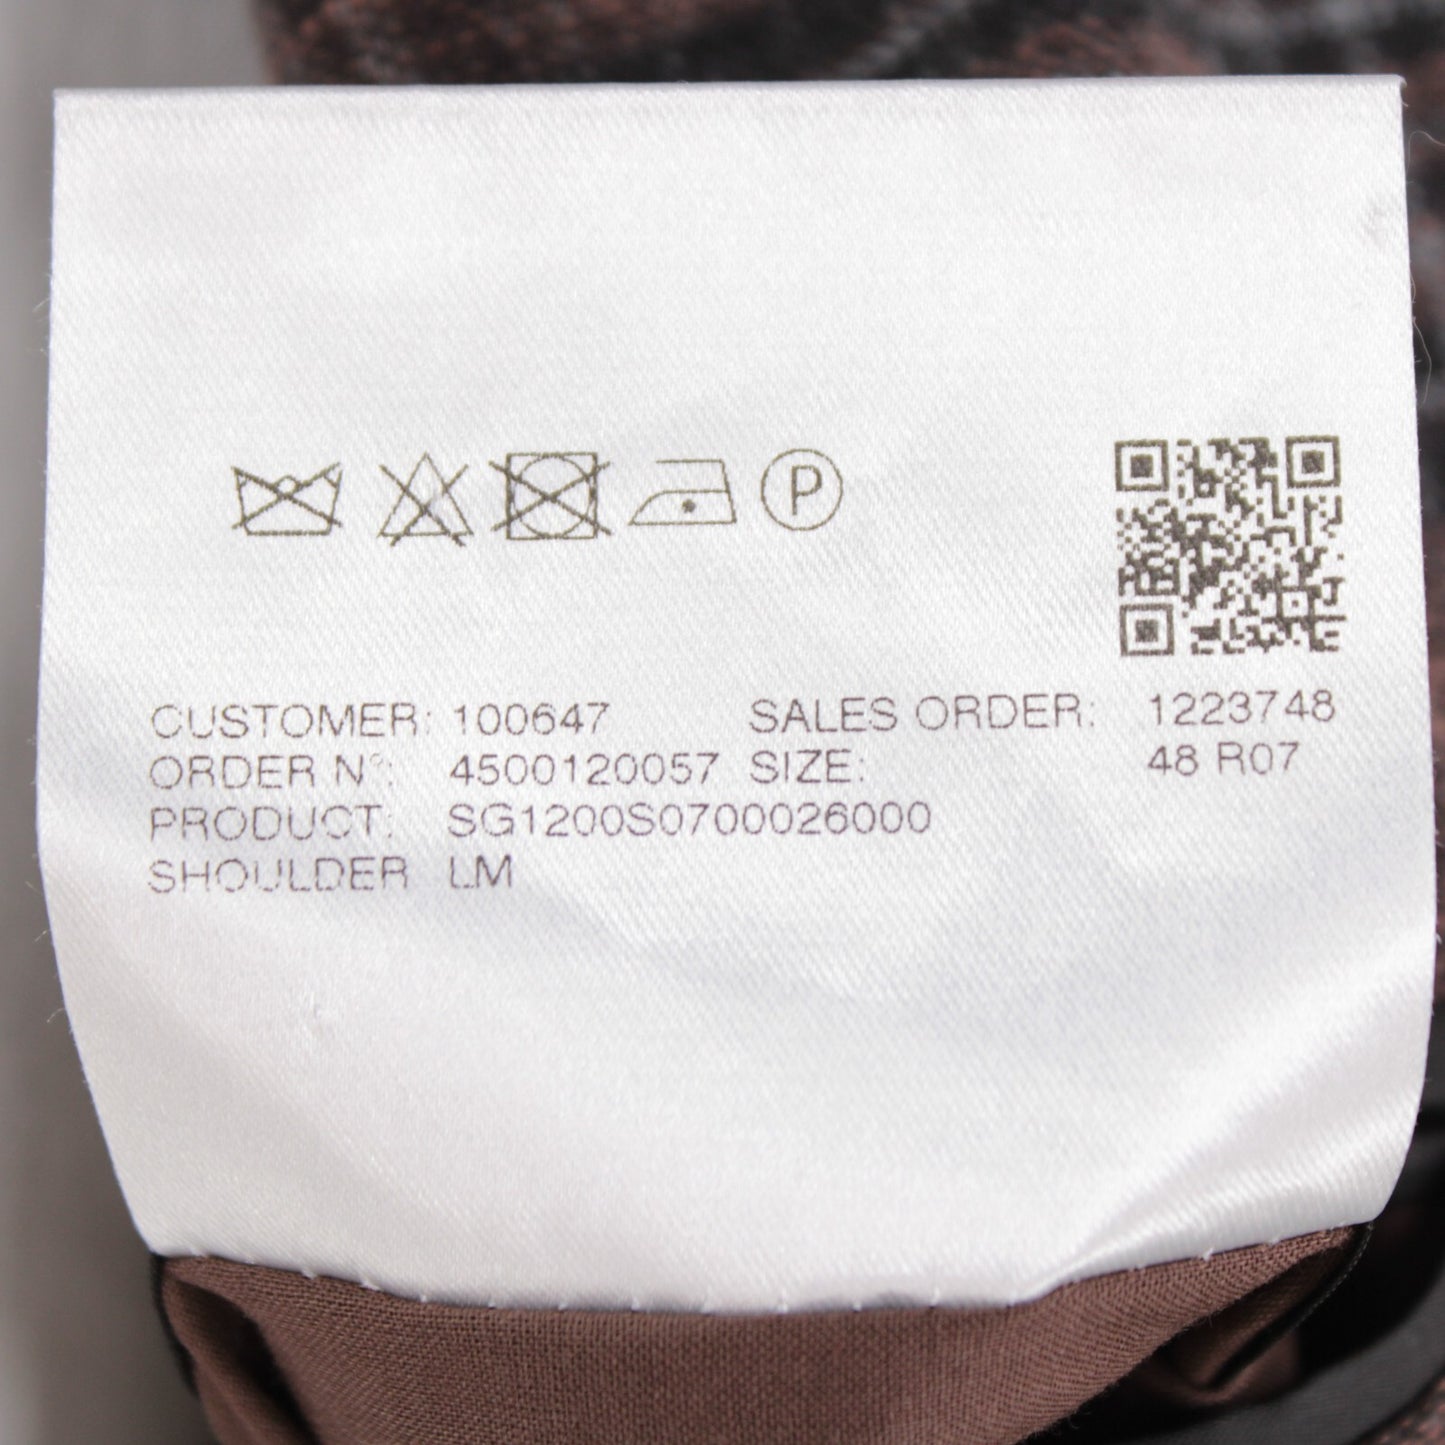 P
CUSTOMER: 100647 SALES ORDER: 1223748
ORDER N°: 4500120057 SIZE: 48 R07
PRODUCT: SG1200S0700026000
SHOULDER LM